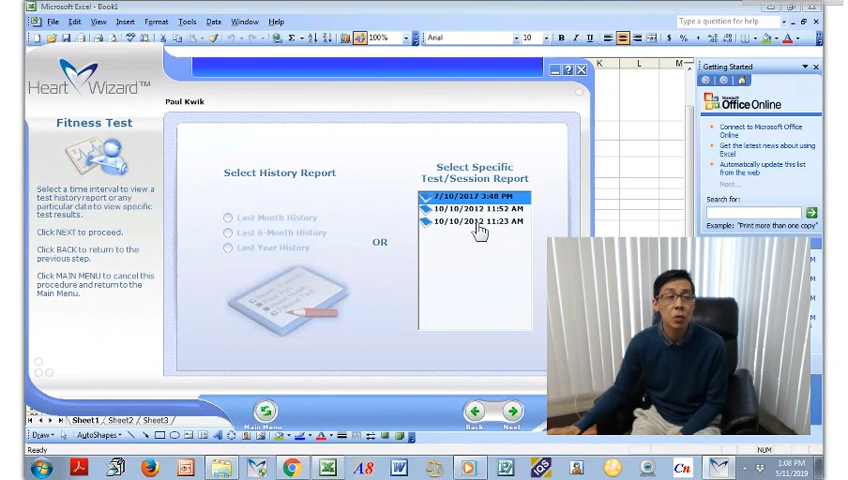 Microsoft Excel - Book1
File Edit View Insert Format Tools Data Window Help
Type a question for help
100%
Arial
10
B I U
$ %
K L M
Getting Started
Office Online
Connect to Microsoft Office Online
Get the latest news about using Excel
Automatically update this list from the web
More...
Search for:
Example: "Print more than one copy"
Heart Wizard™
Fitness Test
Select a time interval to view a
test history report or any
particular date to view specific
test results.
Click NEXT to proceed.
Click BACK to return to the
previous step.
Click MAIN MENU to cancel this
procedure and return to the
Main Menu.
Paul Kwik
Select History Report
Last Month History
Last 6-Month History
Last Year History
OR
Select Specific
Test/Session Report
7/10/2017 3:48 PM
10/10/2012 11:52 AM
10/10/2012 11:23 AM
Main Menu
Back
Next
Sheet1 Sheet2 Sheet3
Draw AutoShapes
Ready
NUM
1:08 PM
5/11/2019